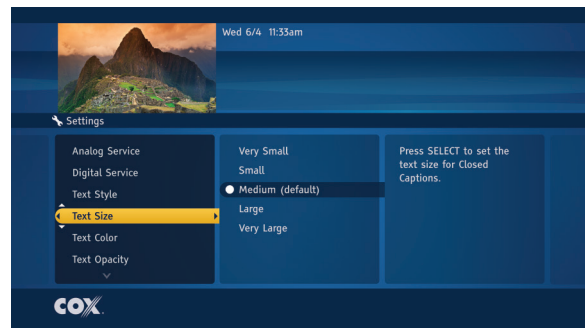 Wed 6/4 11:33am
Settings
Analog Service
Digital Service
Text Style
Text Size
Text Color
Text Opacity
Very Small
Small
Medium (default)
Large
Very Large
Press SELECT to set the
text size for Closed
Captions.
COX